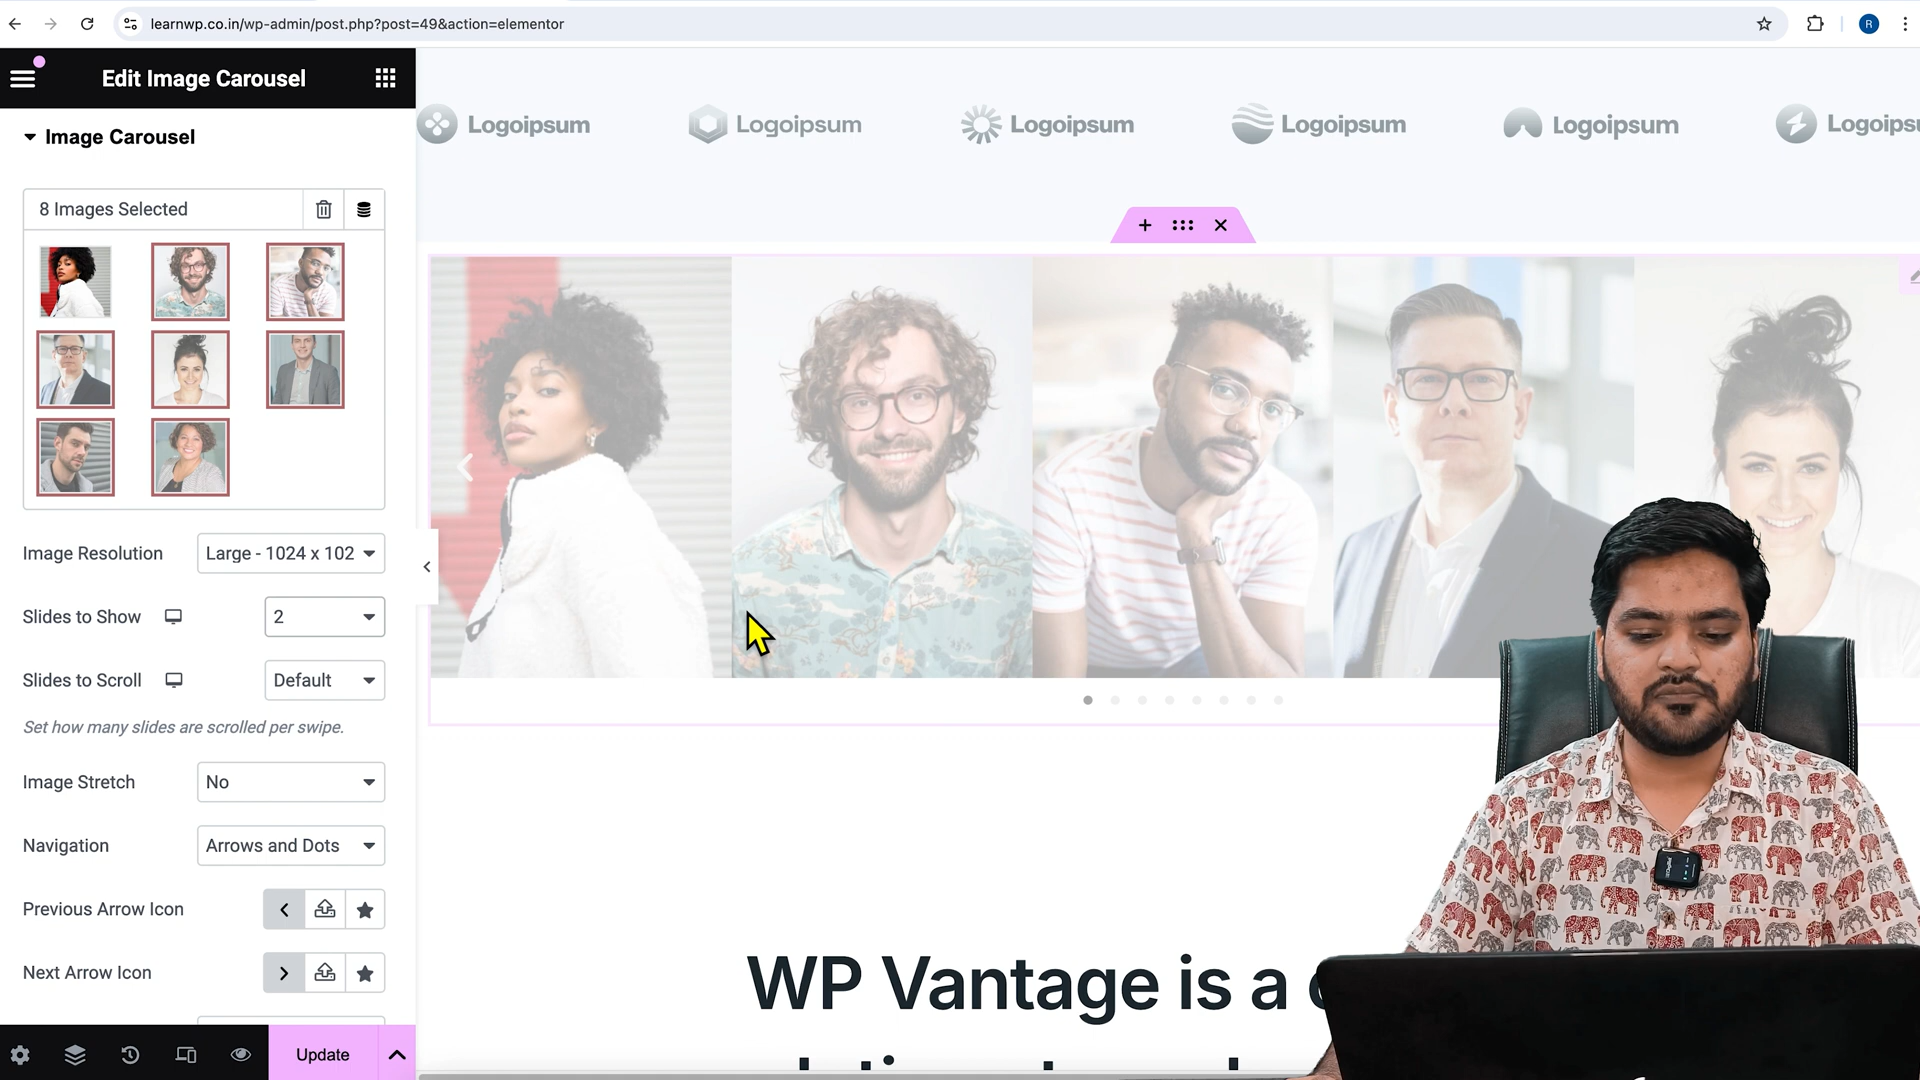 learnwp.co.in/wp-admin/post.php?post=49&action=elementor
R
Edit Image Carousel
Logoipsum
Logoipsum
Logoipsum
Logoipsum
Logoipsum
Logoips
Image Carousel
8 Images Selected
Image Resolution
Large - 1024 x 102
Slides to Show
2
Slides to Scroll
Default
Set how many slides are scrolled per swipe.
Image Stretch
No
Navigation
Arrows and Dots
Previous Arrow Icon
Next Arrow Icon
WP Vantage is a
Update